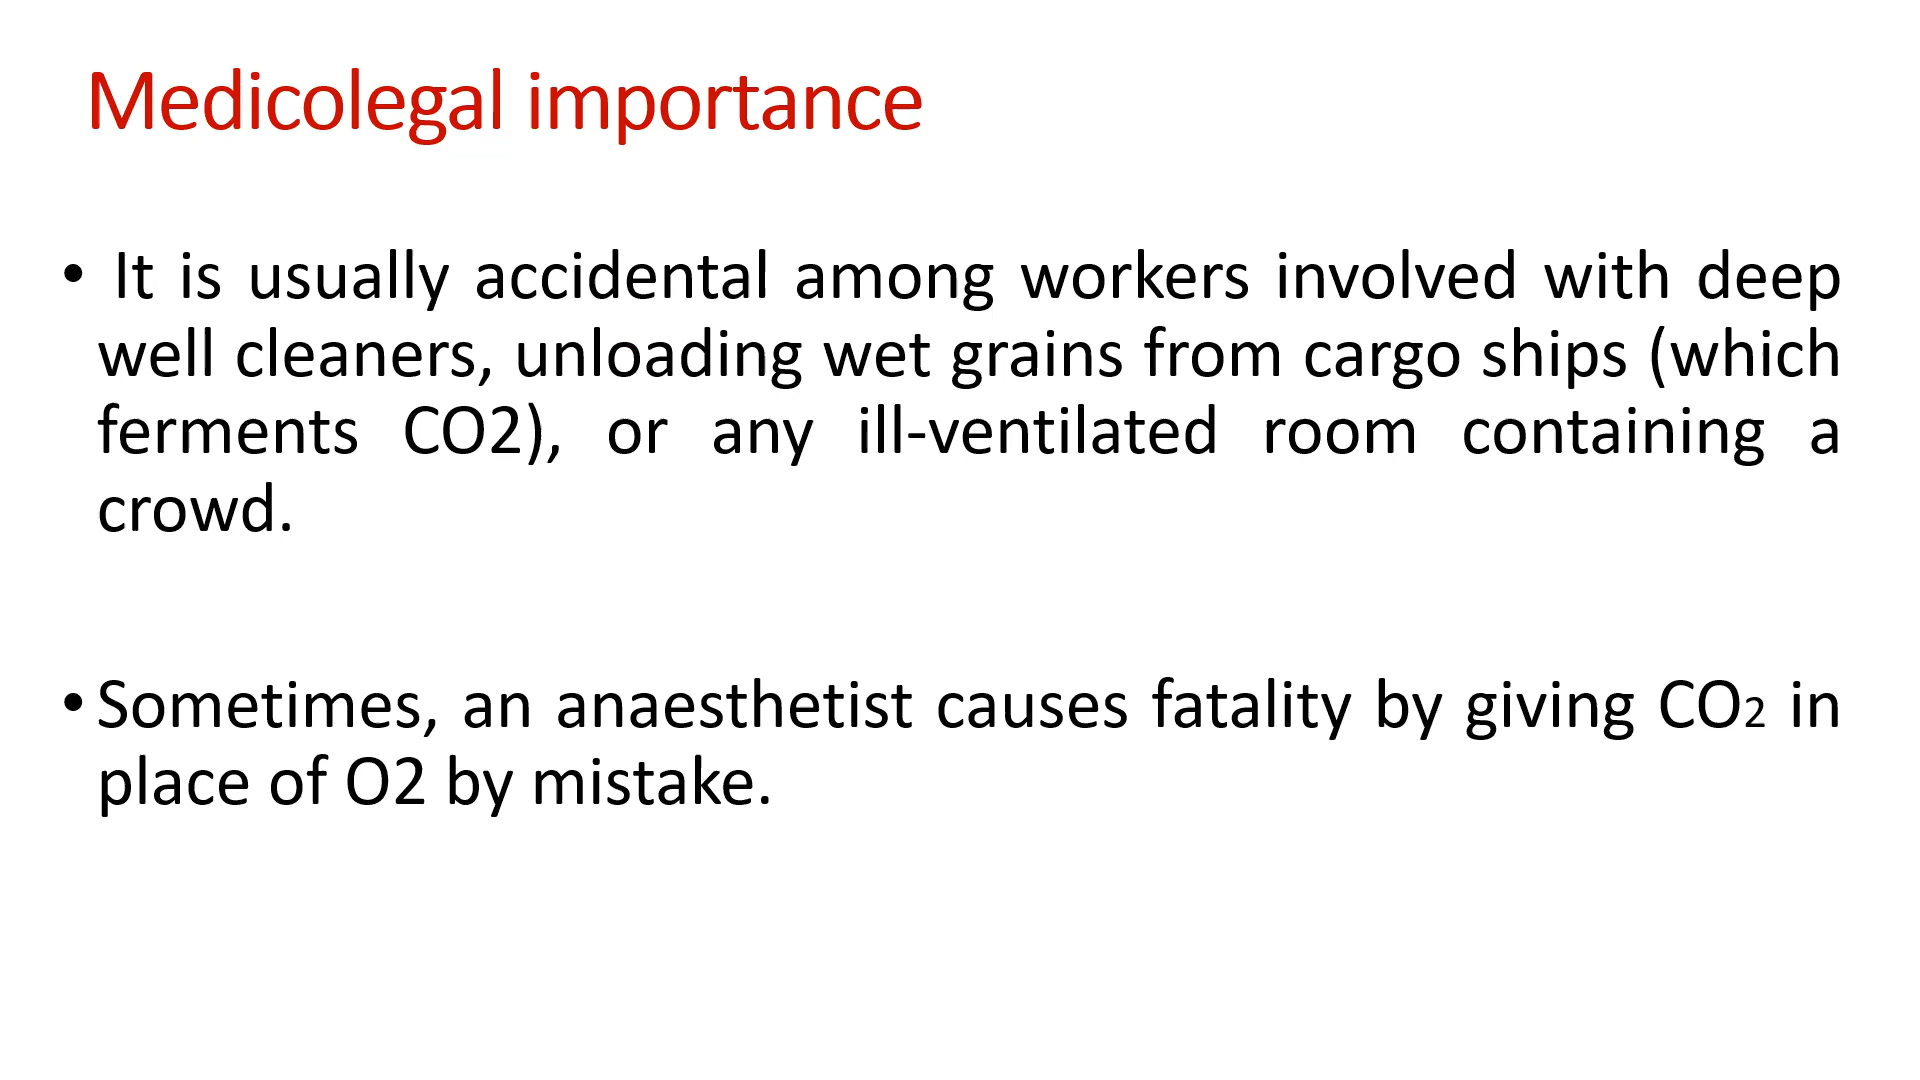 Medicolegal importance
• It is usually accidental among workers involved with deep
well cleaners, unloading wet grains from cargo ships (which
ferments CO2), or any ill-ventilated room containing a
crowd.
• Sometimes, an anaesthetist causes fatality by giving CO2 in
place of O2 by mistake.